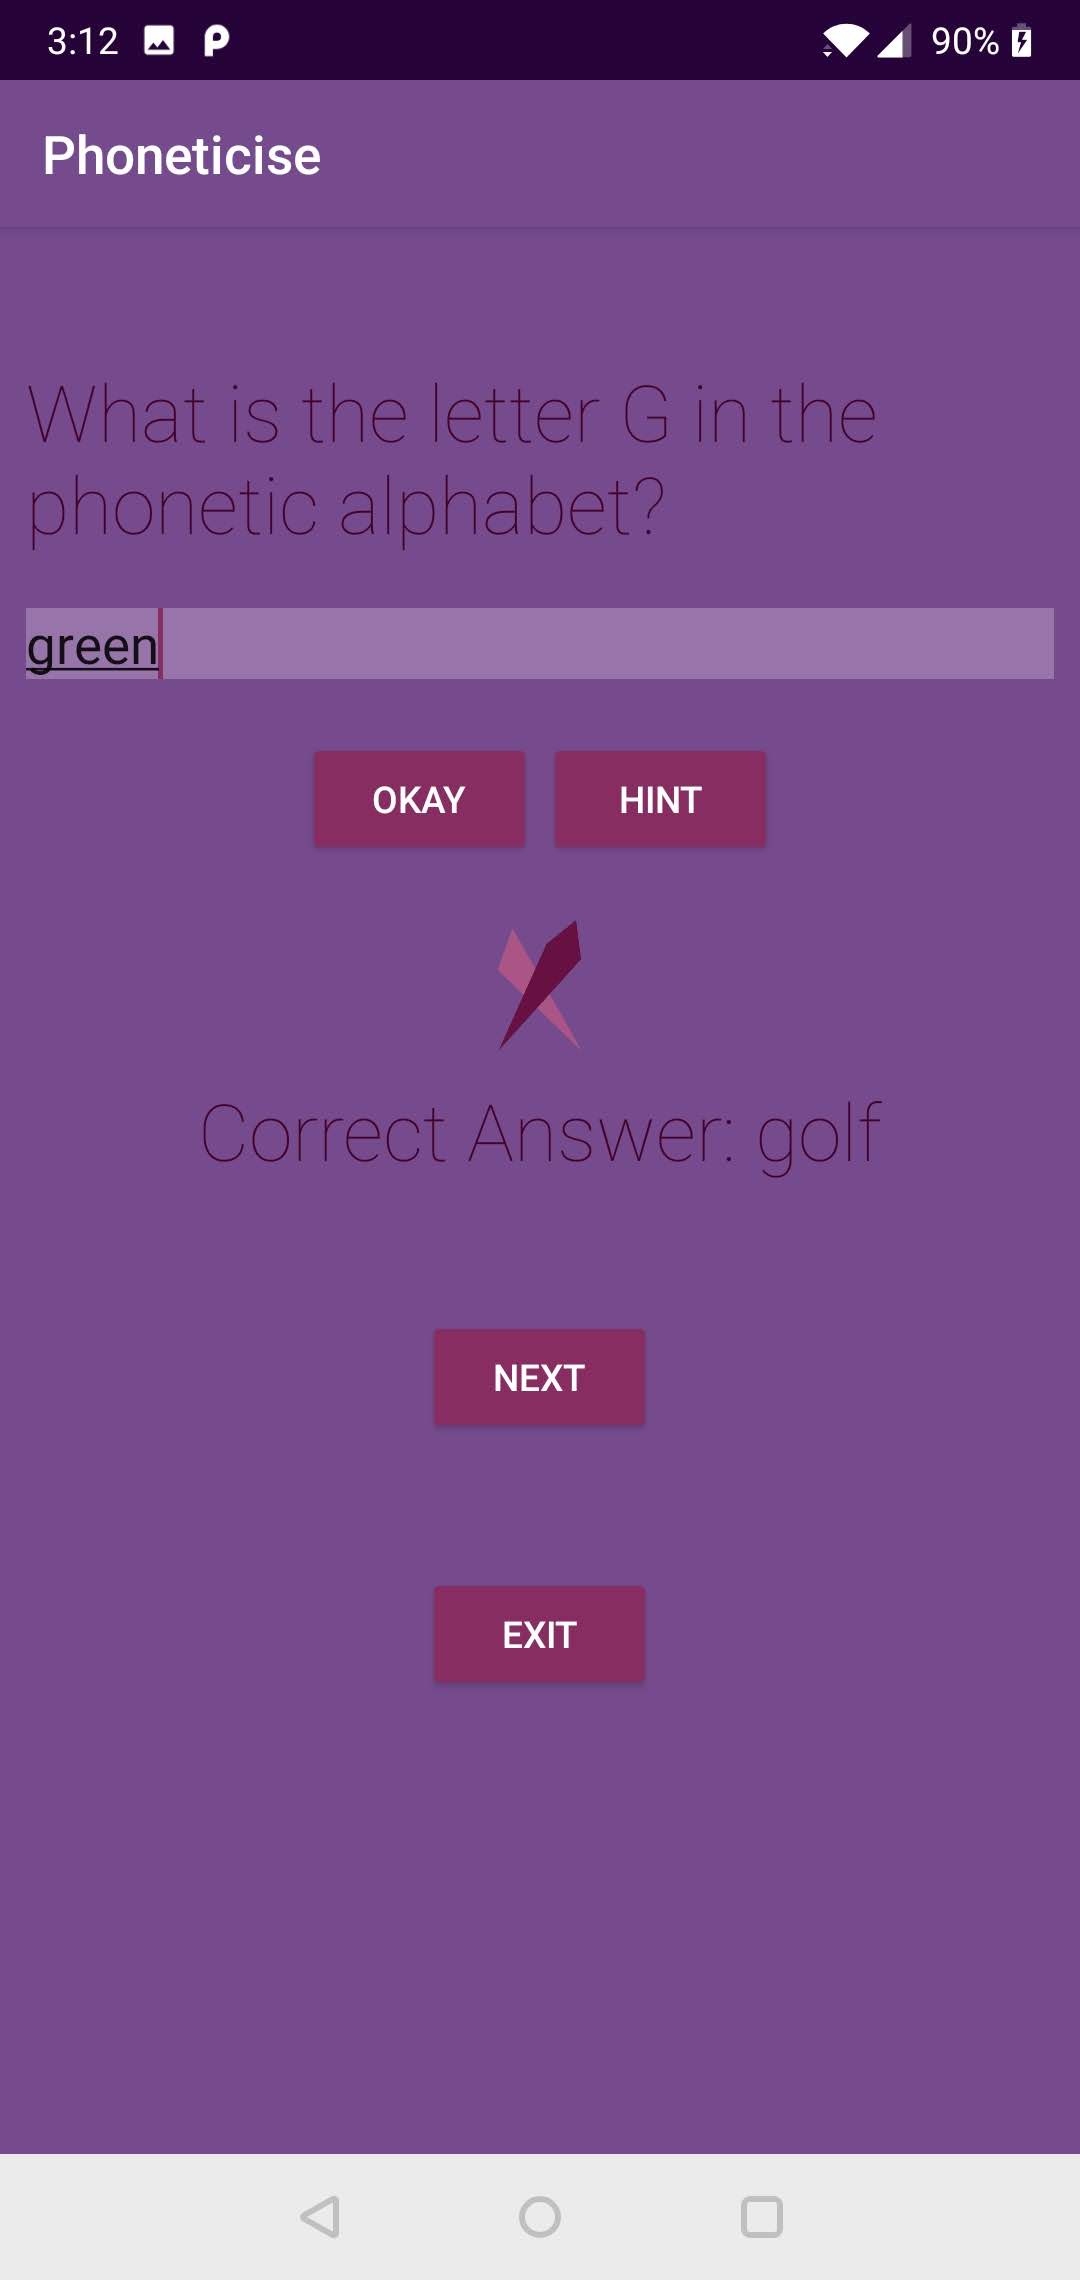 3:12 90%
Phoneticise
What is the letter G in the
phonetic alphabet?
green
OKAY HINT
Correct Answer: golf
NEXT
EXIT